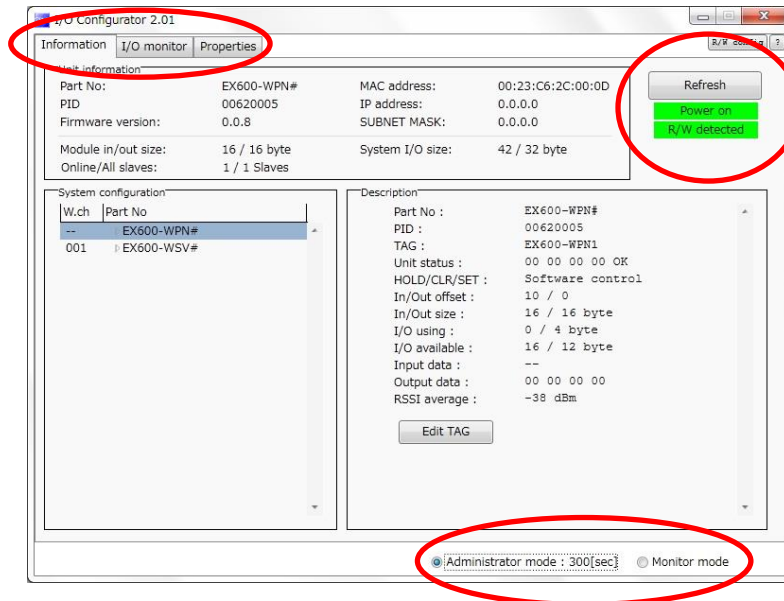 I/O Configurator 2.01
Information I/O monitor Properties R/W config ?
Unit information
Part No: EX600-WPN# MAC address: 00:23:C6:2C:00:0D
PID 00620005 IP address: 0.0.0.0
Firmware version: 0.0.8 SUBNET MASK: 0.0.0.0
Module in/out size: 16 / 16 byte System I/O size: 42 / 32 byte
Online/All slaves: 1 / 1 Slaves
Refresh
Power on
R/W detected
System configuration
W.ch Part No
-- EX600-WPN#
001 EX600-WSV#
Description
Part No : EX600-WPN#
PID : 00620005
TAG : EX600-WPN1
Unit status : 00 00 00 00 OK
HOLD/CLR/SET : Software control
In/Out offset : 10 / 0
In/Out size : 16 / 16 byte
I/O using : 0 / 4 byte
I/O available : 16 / 12 byte
Input data : --
Output data : 00 00 00 00
RSSI average : -38 dBm
Edit TAG
Administrator mode : 300[sec] Monitor mode